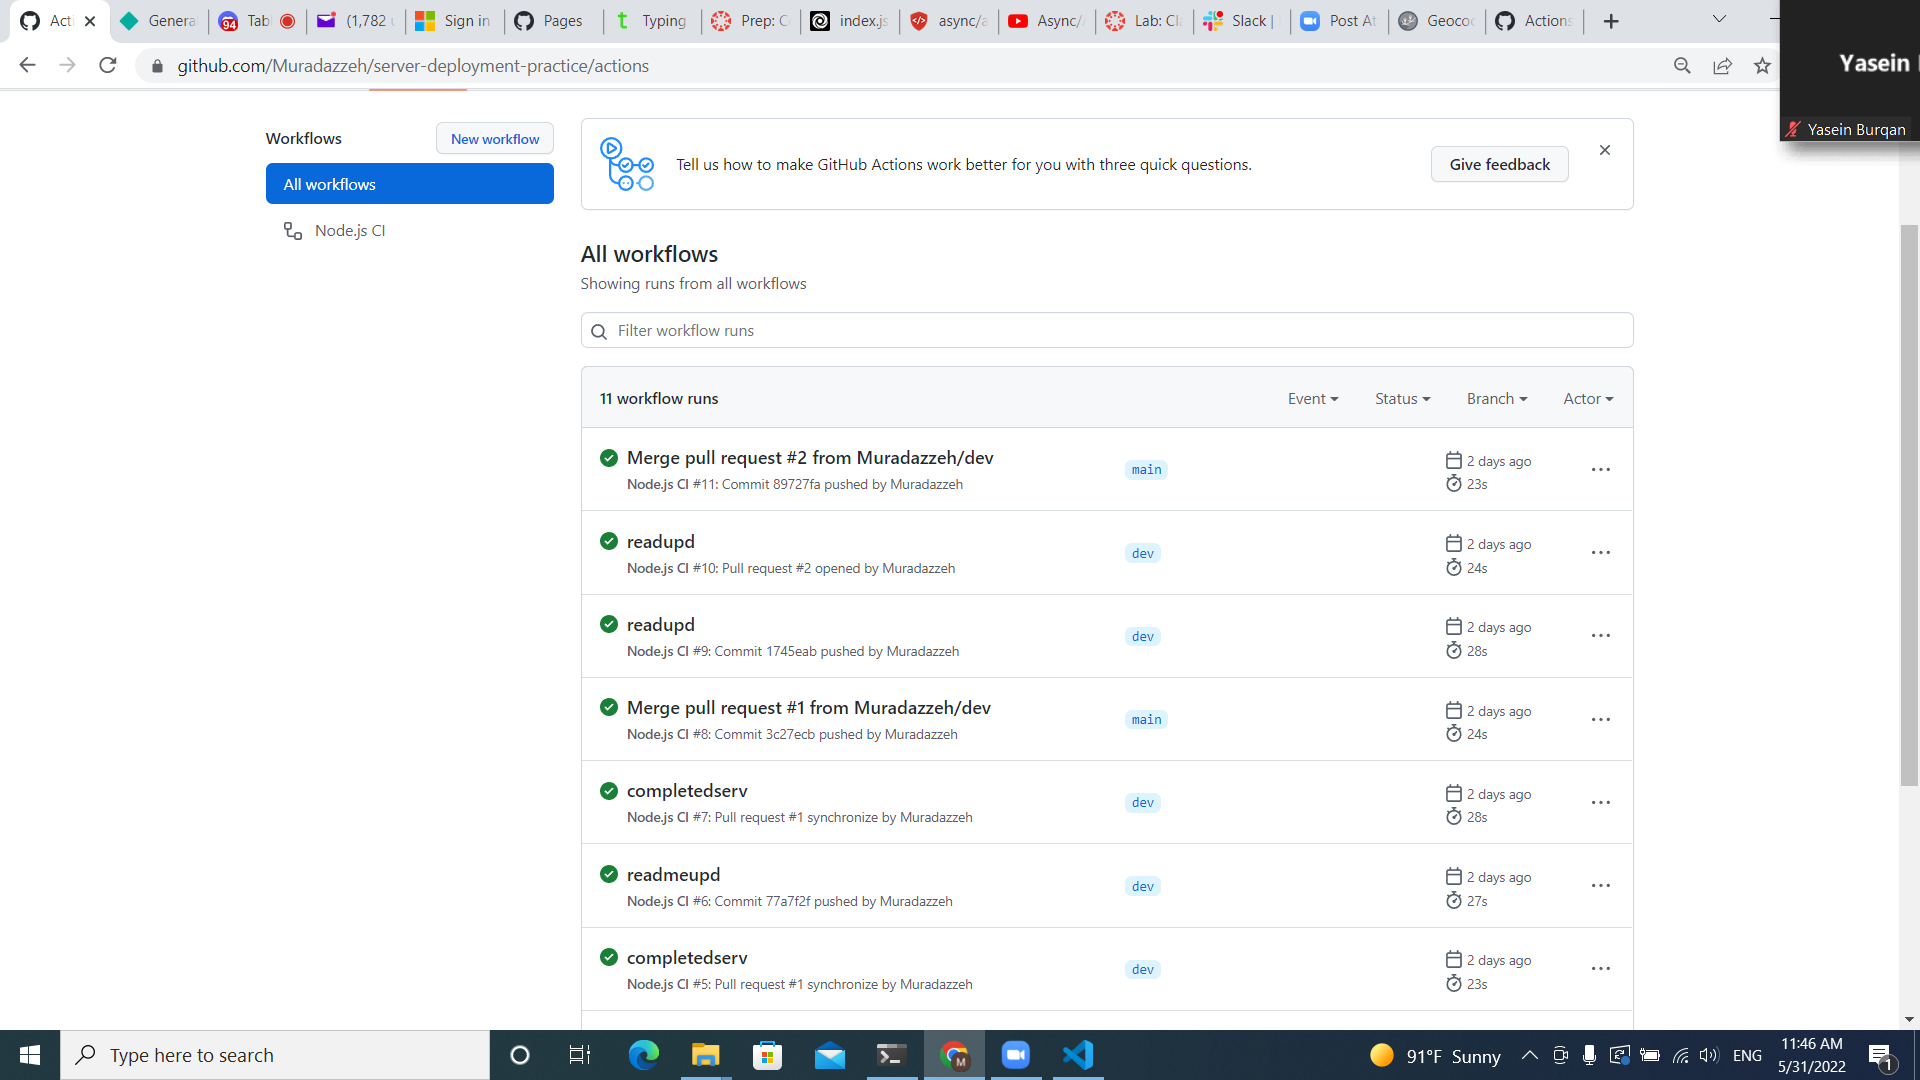 Acti
Genera
94
Tabl
(1,782 u
Sign in
Pages
Typing
Prep: Co
index.js
async/a
Async/A
Lab: Cla
Slack |
Post At
Geococ
Actions
github.com/Muradazzeh/server-deployment-practice/actions
Yasein
Yasein Burqan
Workflows
New workflow
All workflows
Node.js CI
Tell us how to make GitHub Actions work better for you with three quick questions.
Give feedback
All workflows
Showing runs from all workflows
Filter workflow runs
11 workflow runs
Event
Status
Branch
Actor
Merge pull request #2 from Muradazzeh/dev
Node.js CI #11: Commit 89727fa pushed by Muradazzeh
main
2 days ago
23s
readupd
Node.js CI #10: Pull request #2 opened by Muradazzeh
dev
2 days ago
24s
readupd
Node.js CI #9: Commit 1745eab pushed by Muradazzeh
dev
2 days ago
28s
Merge pull request #1 from Muradazzeh/dev
Node.js CI #8: Commit 3c27ecb pushed by Muradazzeh
main
2 days ago
24s
completedserv
Node.js CI #7: Pull request #1 synchronize by Muradazzeh
dev
2 days ago
28s
readmeupd
Node.js CI #6: Commit 77a7f2f pushed by Muradazzeh
dev
2 days ago
27s
completedserv
Node.js CI #5: Pull request #1 synchronize by Muradazzeh
dev
2 days ago
23s
Type here to search
M
91°F Sunny
ENG
11:46 AM
5/31/2022
1